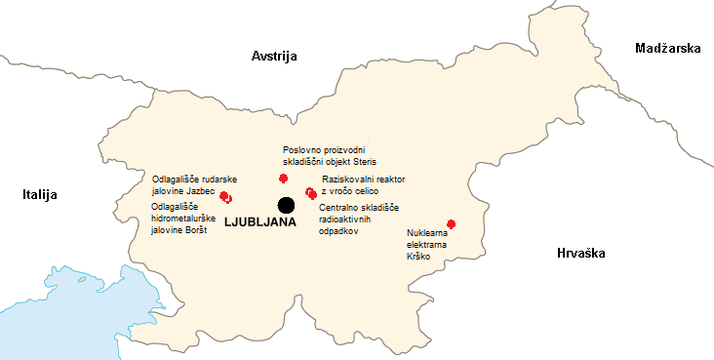 Avstrija
Madžarska
Poslovno proizvodni
skladiščni objekt Steris
Odlagališče rudarske
jalovine Jazbec
Raziskovalni reaktor
z vročo celico
Italija
Odlagališče
hidrometalurške
jalovine Boršt
LJUBLJANA
Centralno skladišče
radioaktivnih
odpadkov
Nuklearna
elektrarna
Krško
Hrvaška